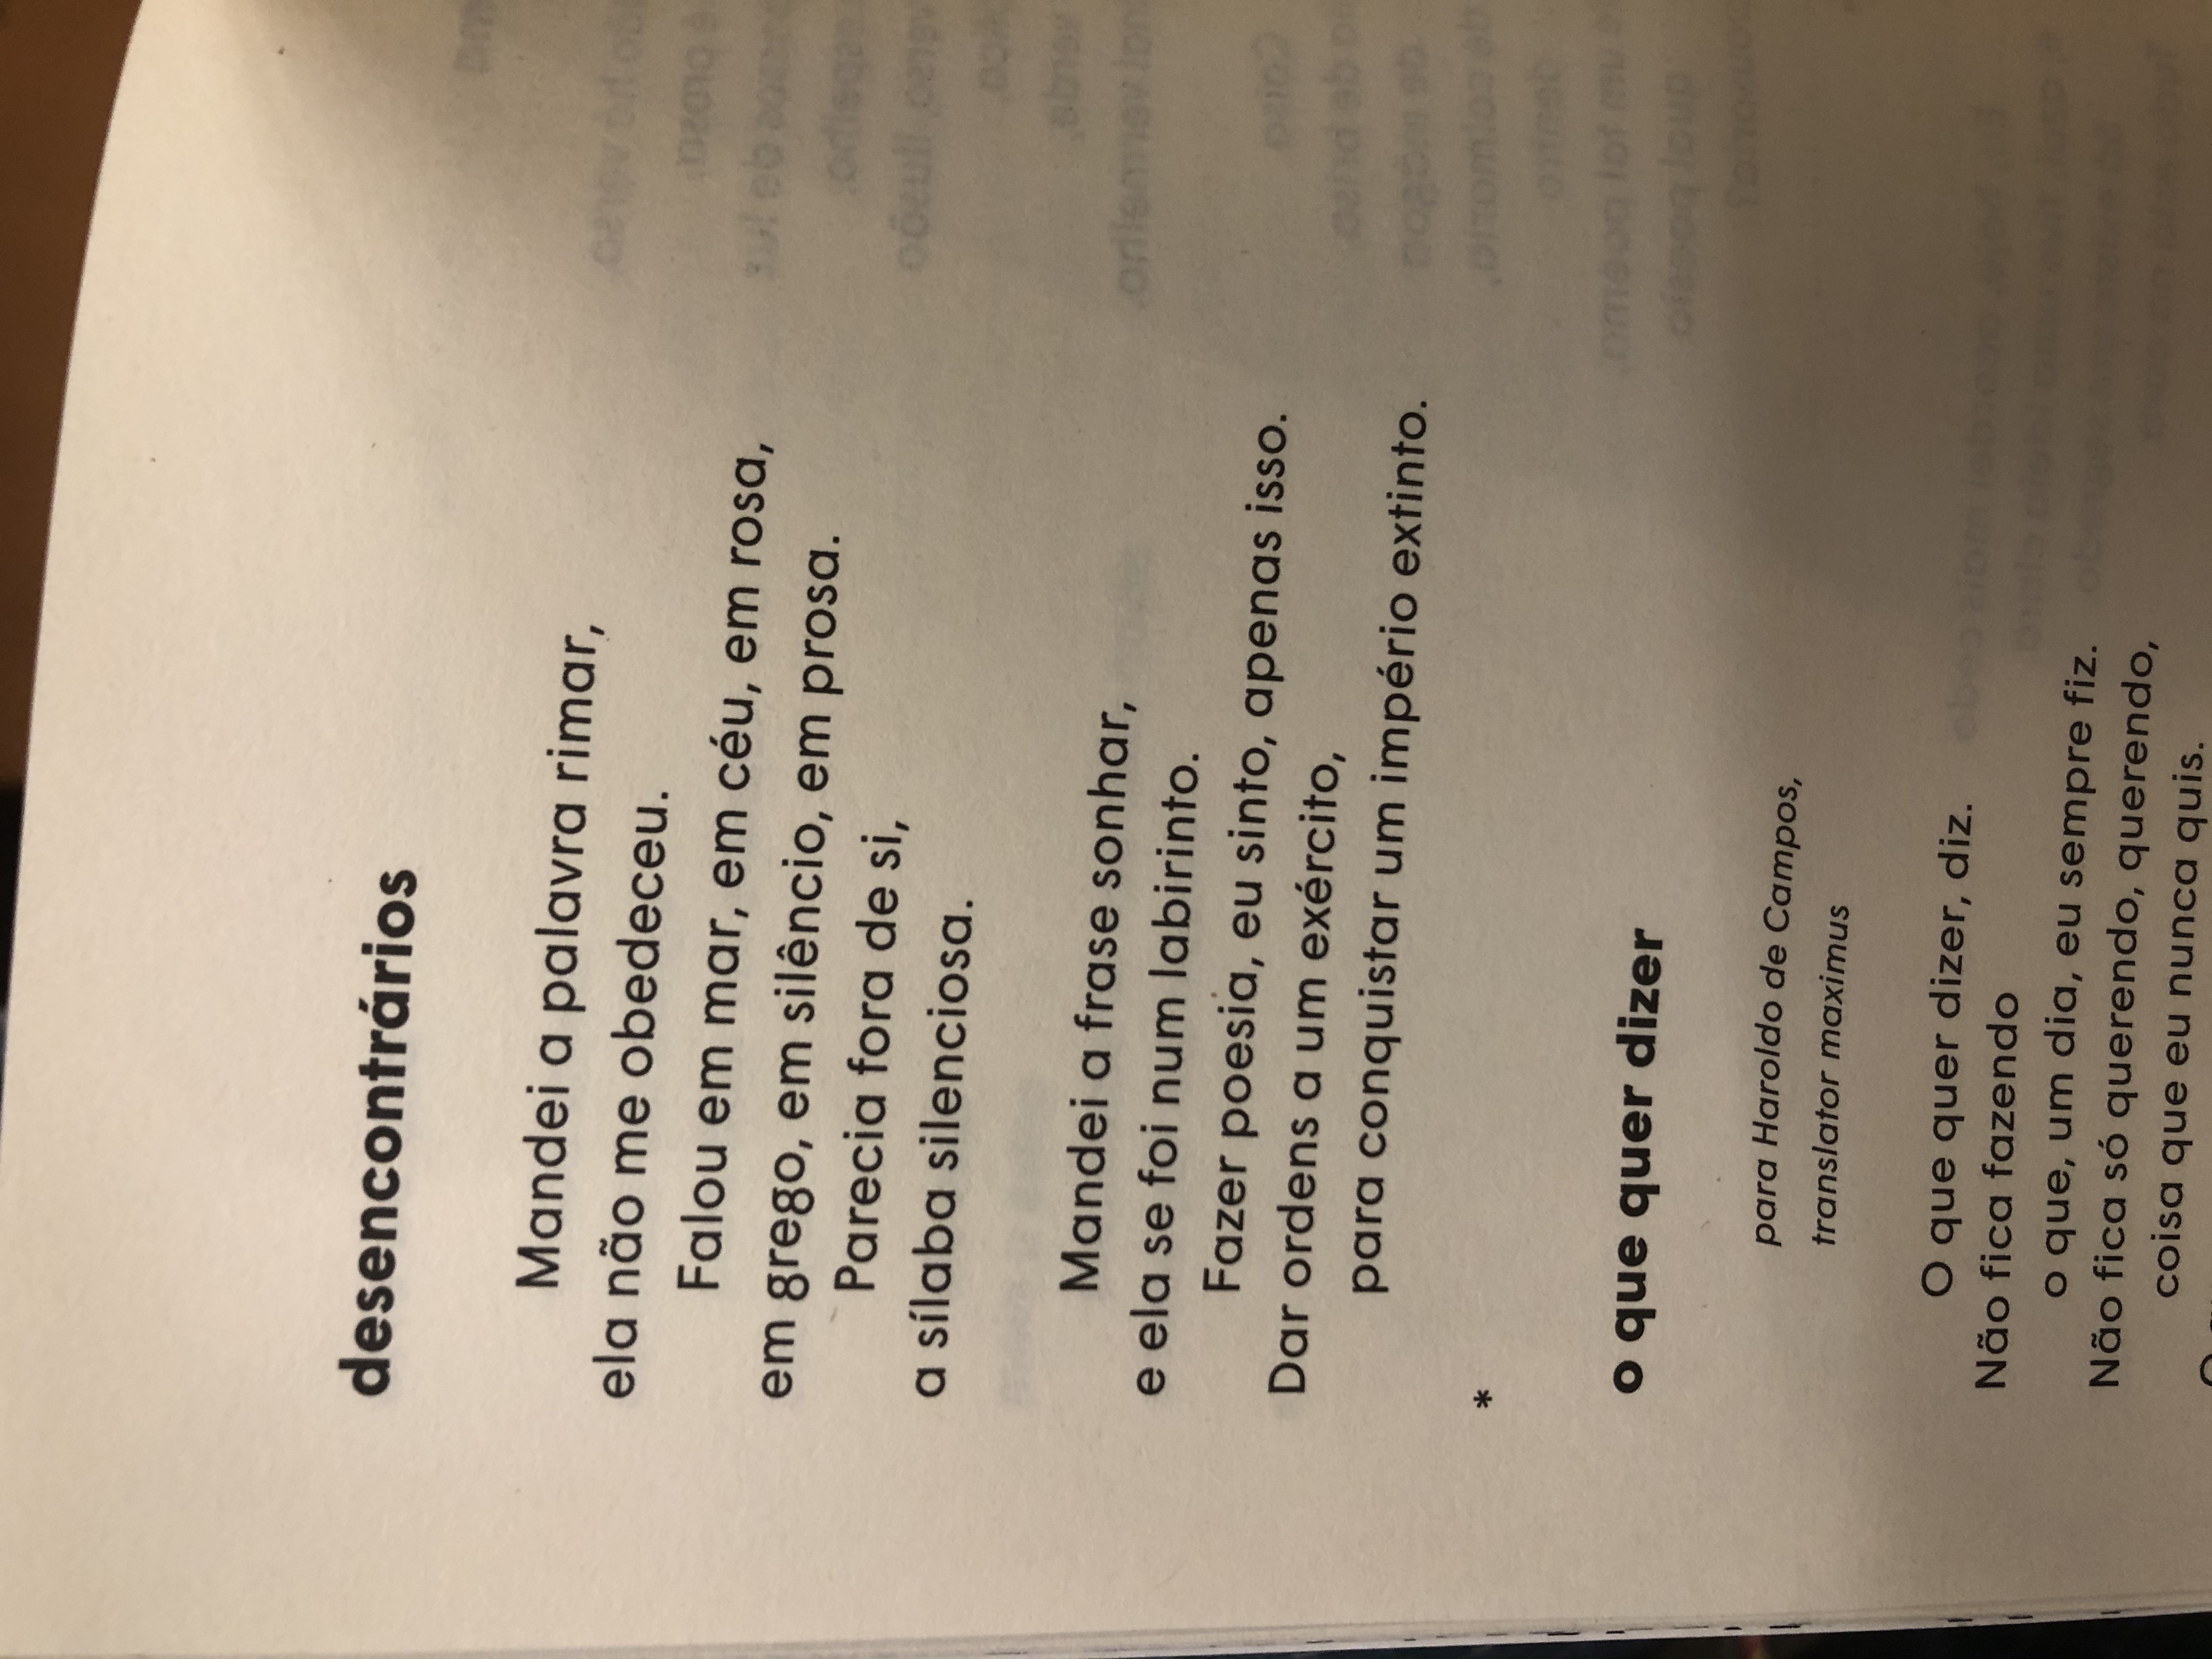 desencontrários
Mandei a palavra rimar,
ela não me obedeceu.
Falou em mar, em céu, em rosa,
em grego, em silêncio, em prosa.
Parecia fora de si,
a sílaba silenciosa.
Mandei a frase sonhar,
e ela se foi num labirinto.
Fazer poesia, eu sinto, apenas isso.
Dar ordens a um exército,
para conquistar um império extinto.
*
o que quer dizer
para Haroldo de Campos,
translator maximus
O que quer dizer, diz.
Não fica fazendo
o que, um dia, eu sempre fiz.
Não fica só querendo, querendo,
coisa que eu nunca quis.